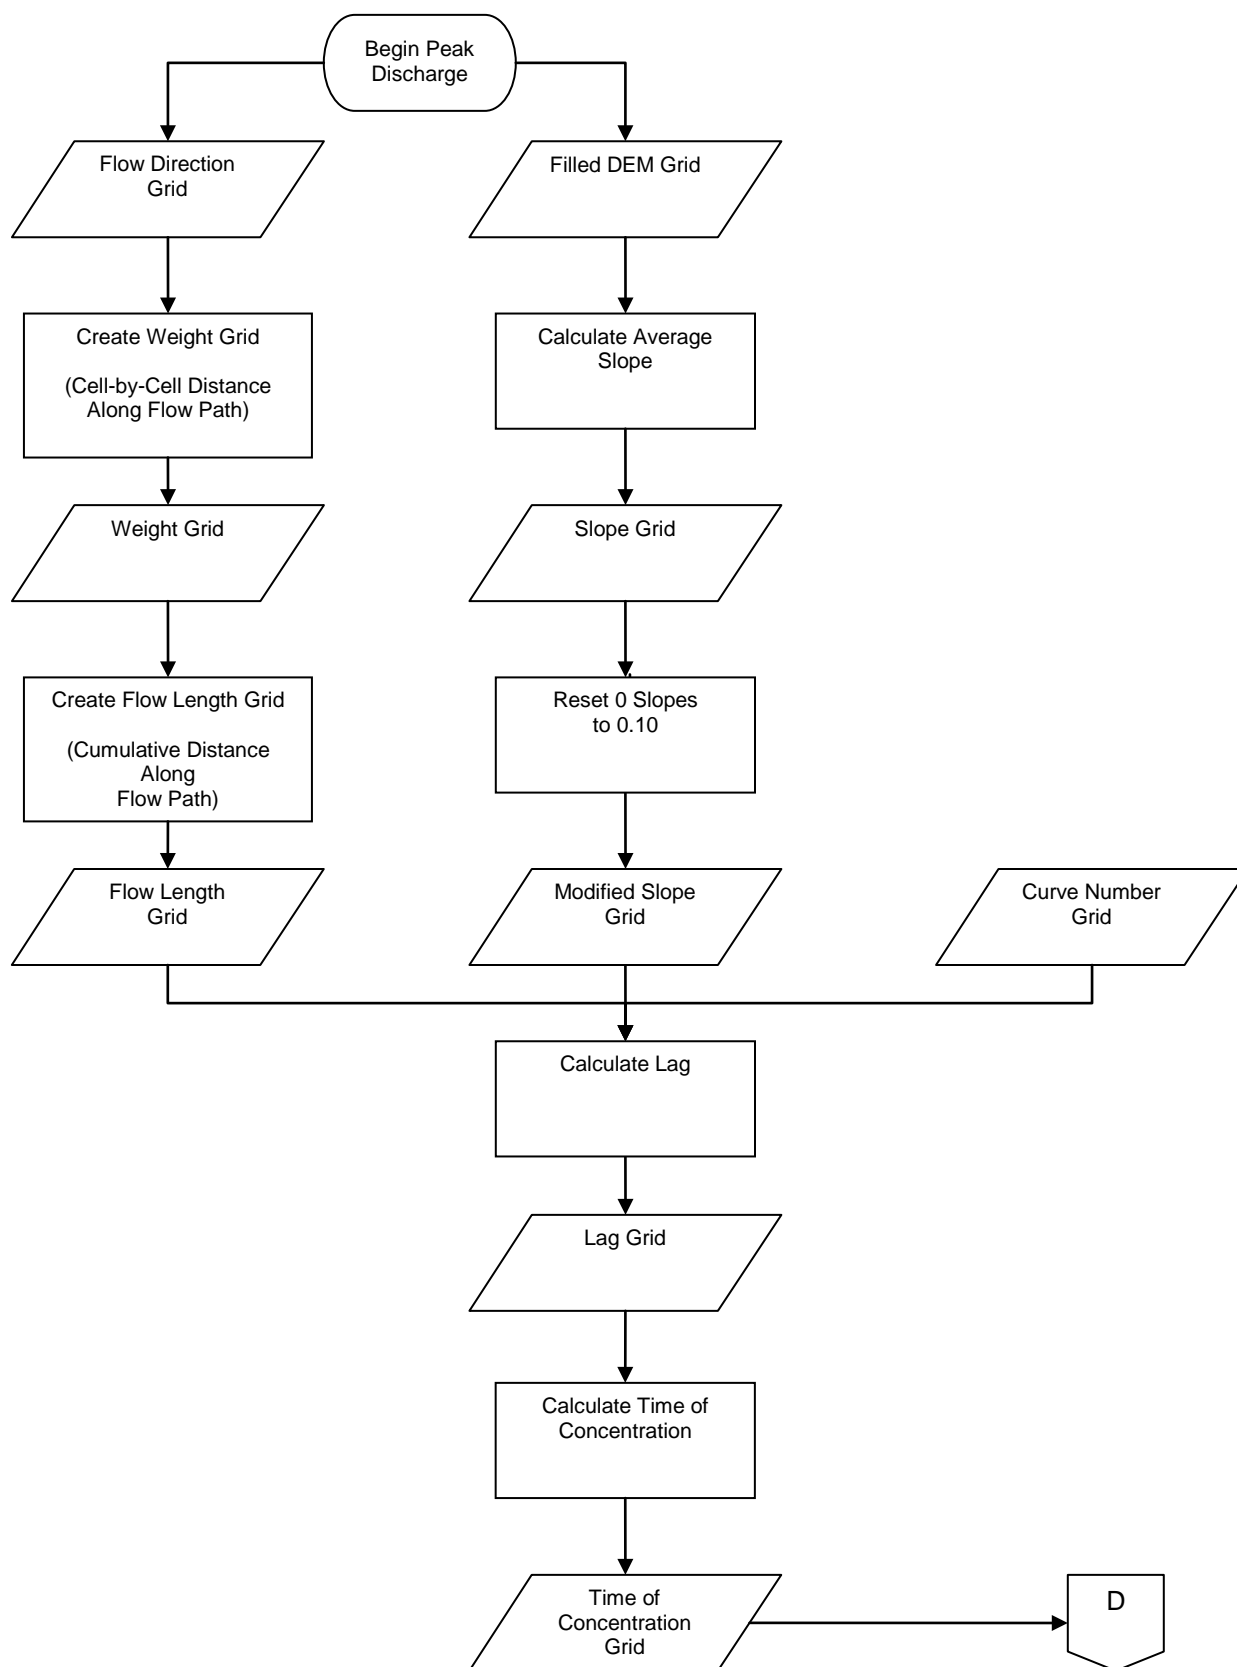 Begin Peak
Discharge
Flow Direction
Grid
Filled DEM Grid
Create Weight Grid
(Cell-by-Cell Distance
Along Flow Path)
Calculate Average
Slope
Weight Grid
Slope Grid
Create Flow Length Grid
(Cumulative Distance
Along
Flow Path)
Reset 0 Slopes
to 0.10
Flow Length
Grid
Modified Slope
Grid
Curve Number
Grid
Calculate Lag
Lag Grid
Calculate Time of
Concentration
Time of
Concentration
Grid
D